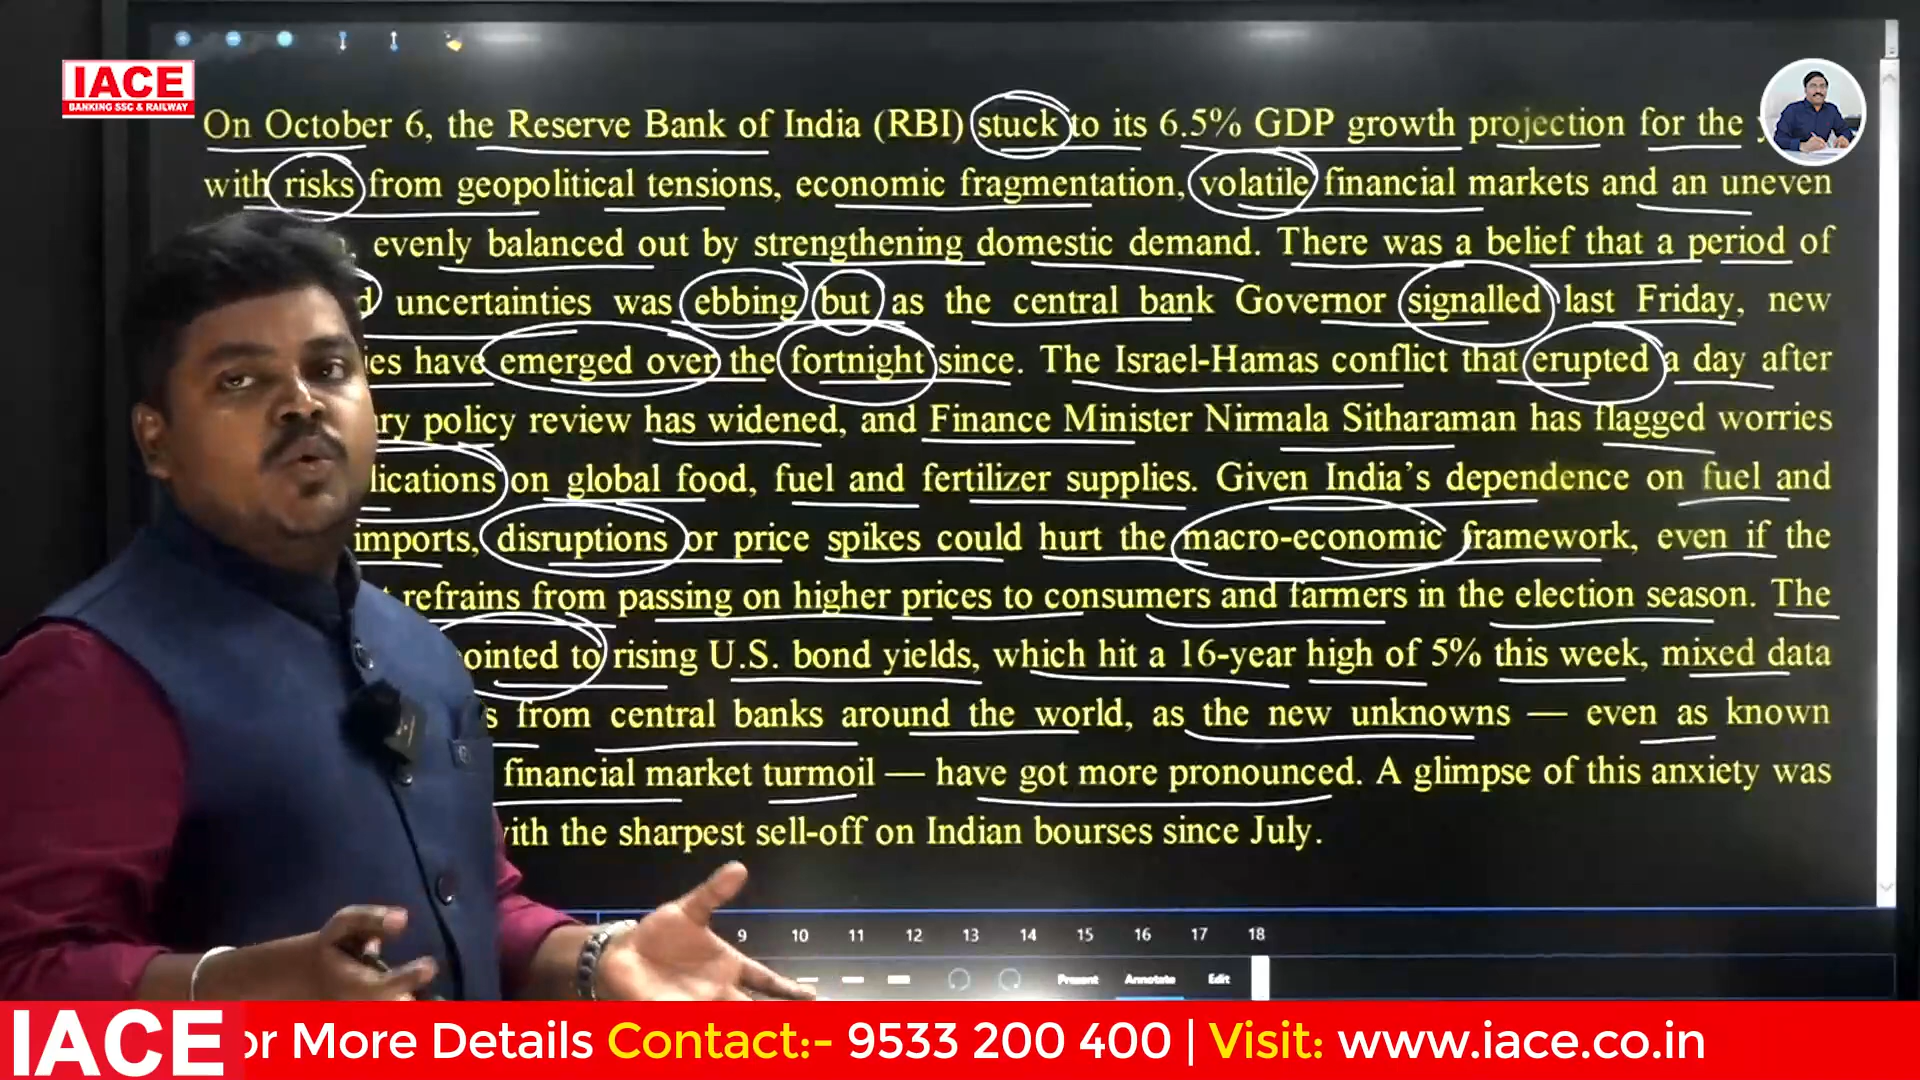 IACE
BANKING SSC & RAILWAY
On October 6, the Reserve Bank of India (RBI) stuck to its 6.5% GDP growth projection for the
with risks from geopolitical tensions, economic fragmentation, volatile financial markets and an uneven
evenly balanced out by strengthening domestic demand. There was a belief that a period of
uncertainties was ebbing but as the central bank Governor signalled last Friday, new
have emerged over the fortnight since. The Israel-Hamas conflict that erupted a day after
policy review has widened, and Finance Minister Nirmala Sitharaman has flagged worries
on global food, fuel and fertilizer supplies. Given India's dependence on fuel and
imports, disruptions or price spikes could hurt the macro-economic framework, even if the
refrains from passing on higher prices to consumers and farmers in the election season. The
to rising U.S. bond yields, which hit a 16-year high of 5% this week, mixed data
from central banks around the world, as the new unknowns — even as known
financial market turmoil — have got more pronounced. A glimpse of this anxiety was
with the sharpest sell-off on Indian bourses since July.
9 10 11 12 13 14 15 16 17 18
Present Annotate Edit
IACE or More Details Contact:- 9533 200 400 | Visit: www.iace.co.in